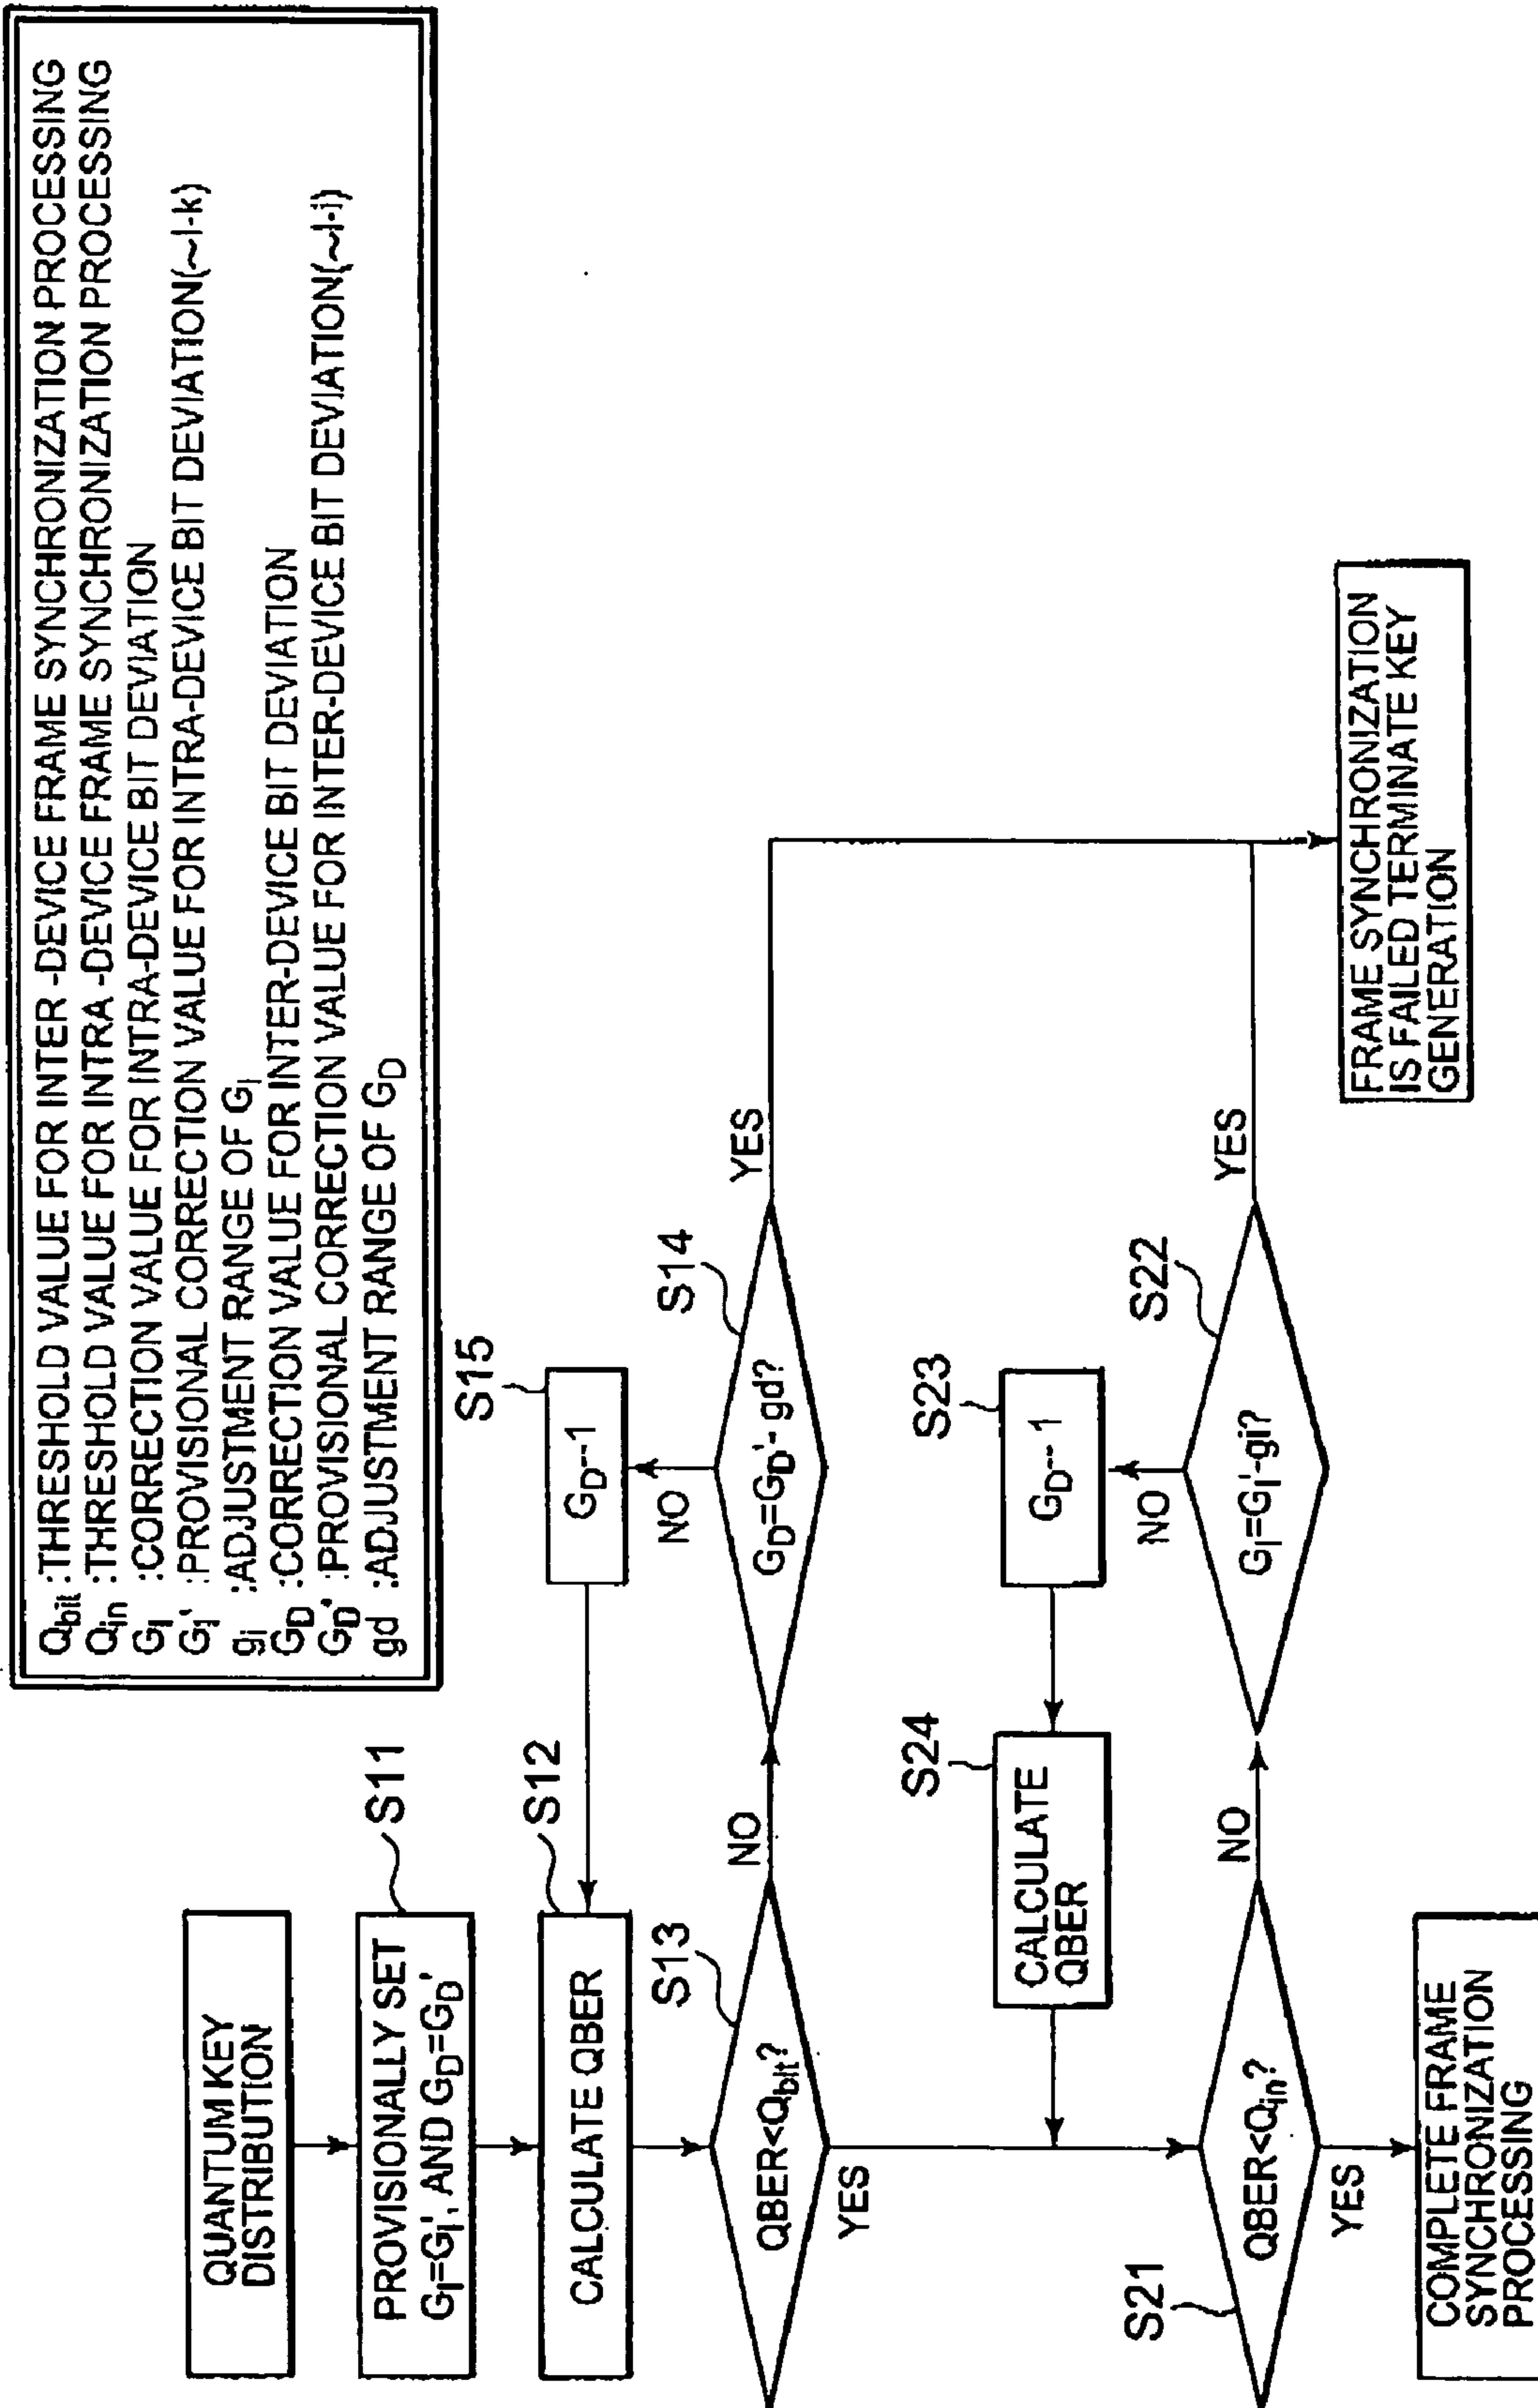 Qbit :THRESHOLD VALUE FOR INTER -DEVICE FRAME SYNCHRONIZATION PROCESSING
Qin :THRESHOLD VALUE FOR INTRA -DEVICE FRAME SYNCHRONIZATION PROCESSING
GI :CORRECTION VALUE FOR INTRA-DEVICE BIT DEVIATION
GI' :PROVISIONAL CORRECTION VALUE FOR INTRA-DEVICE BIT DEVIATION(~I-k)
gi :ADJUSTMENT RANGE OF GI
GD :CORRECTION VALUE FOR INTER-DEVICE BIT DEVIATION
GD' :PROVISIONAL CORRECTION VALUE FOR INTER-DEVICE BIT DEVIATION(~I-i)
gd :ADJUSTMENT RANGE OF GD
QUANTUM KEY
DISTRIBUTION
S11
PROVISIONALLY SET
GI=GI', AND GD=GD'
S12
CALCULATE QBER
S15
GD--1
S13
QBER<Qbit?
NO
YES
S14
GD=GD'- gd?
NO
YES
S24
CALCULATE
QBER
S23
GD--1
S21
QBER<Qin?
NO
YES
S22
GI=GI'-gi?
NO
YES
COMPLETE FRAME
SYNCHRONIZATION
PROCESSING
FRAME SYNCHRONIZATION
IS FAILED TERMINATE KEY
GENERATION